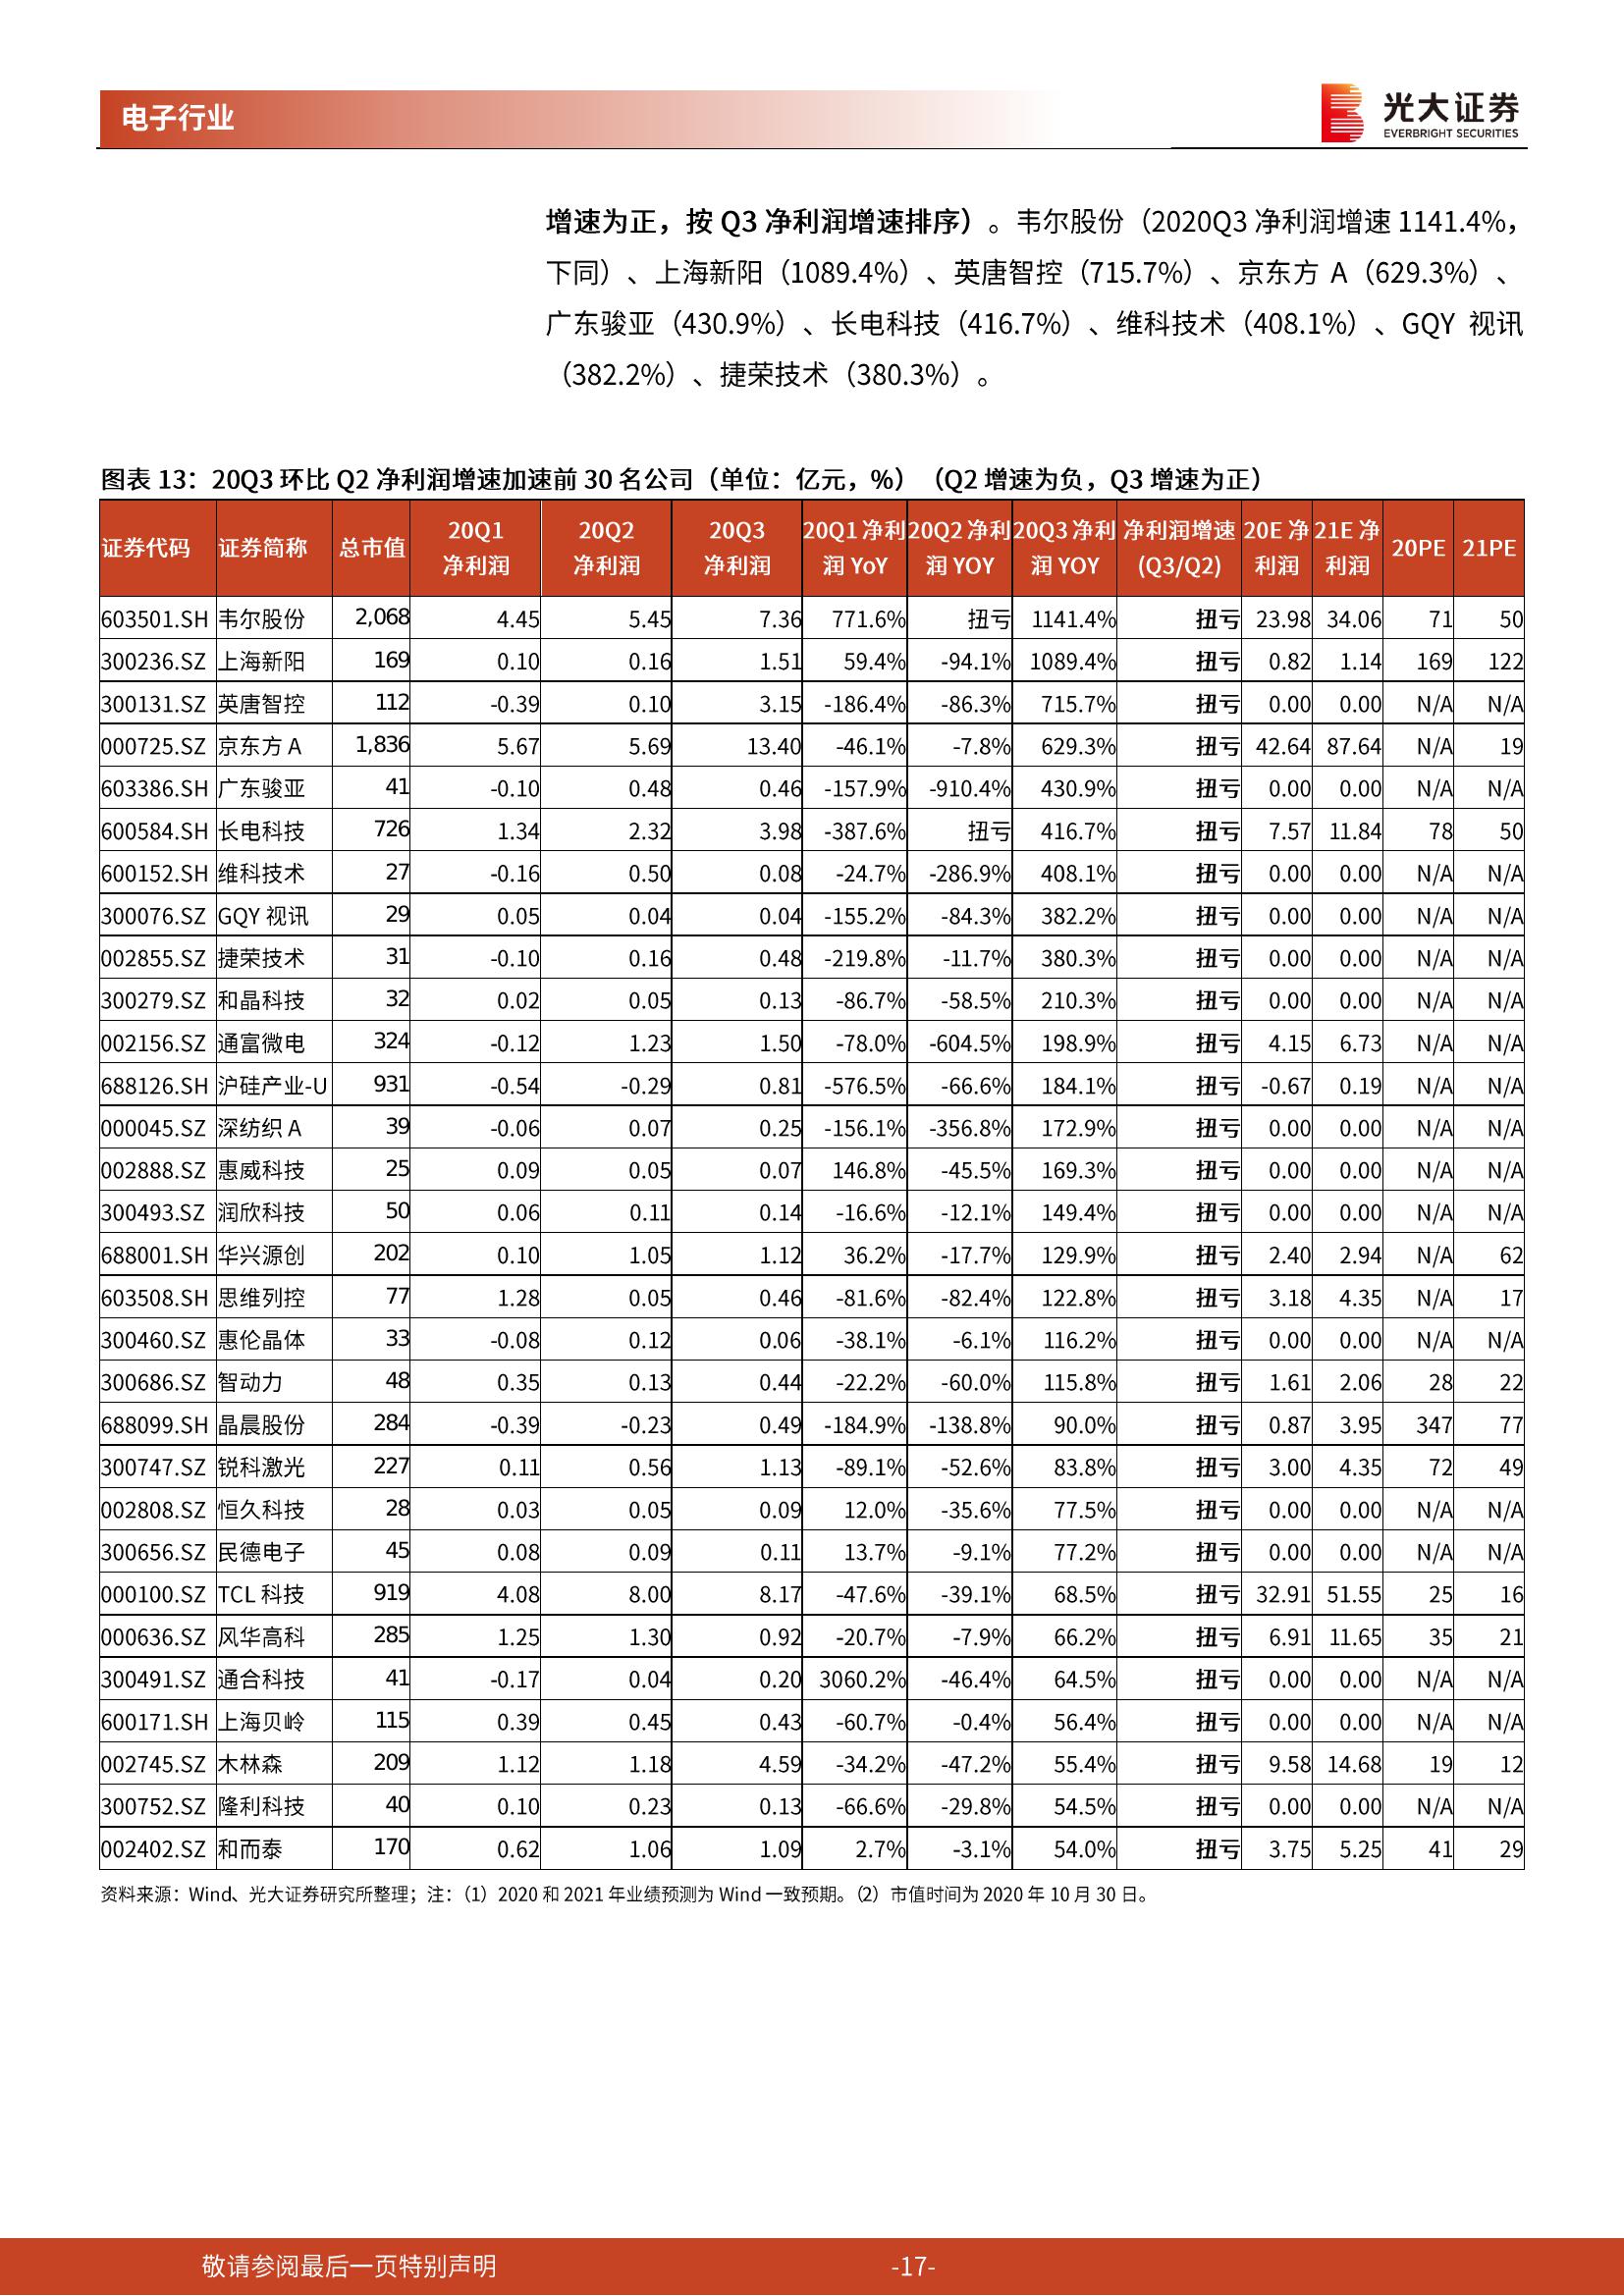 电子行业
光大证券
EVERBRIGHT SECURITIES
增速为正，按 Q3 净利润增速排序）。韦尔股份（2020Q3 净利润增速 1141.4%，
下同）、上海新阳（1089.4%）、英唐智控（715.7%）、京东方 A（629.3%）、
广东骏亚（430.9%）、长电科技（416.7%）、维科技术（408.1%）、GQY 视讯
（382.2%）、捷荣技术（380.3%）。
图表 13：20Q3 环比 Q2 净利润增速加速前 30 名公司（单位：亿元，%）（Q2 增速为负，Q3 增速为正）
证券代码 证券简称 总市值 20Q1 净利润 20Q2 净利润 20Q3 净利润 20Q1 净利润 YoY 20Q2 净利润 YOY 20Q3 净利润 YOY 净利润增速 (Q3/Q2) 20E 净利润 21E 净利润 20PE 21PE
603501.SH 韦尔股份 2,068 4.45 5.45 7.36 771.6% 扭亏 1141.4% 扭亏 23.98 34.06 71 50
300236.SZ 上海新阳 169 0.10 0.16 1.51 59.4% -94.1% 1089.4% 扭亏 0.82 1.14 169 122
300131.SZ 英唐智控 112 -0.39 0.10 3.15 -186.4% -86.3% 715.7% 扭亏 0.00 0.00 N/A N/A
000725.SZ 京东方 A 1,836 5.67 5.69 13.40 -46.1% -7.8% 629.3% 扭亏 42.64 87.64 N/A 19
603386.SH 广东骏亚 41 -0.10 0.48 0.46 -157.9% -910.4% 430.9% 扭亏 0.00 0.00 N/A N/A
600584.SH 长电科技 726 1.34 2.32 3.98 -387.6% 扭亏 416.7% 扭亏 7.57 11.84 78 50
600152.SH 维科技术 27 -0.16 0.50 0.08 -24.7% -286.9% 408.1% 扭亏 0.00 0.00 N/A N/A
300076.SZ GQY 视讯 29 0.05 0.04 0.04 -155.2% -84.3% 382.2% 扭亏 0.00 0.00 N/A N/A
002855.SZ 捷荣技术 31 -0.10 0.16 0.48 -219.8% -11.7% 380.3% 扭亏 0.00 0.00 N/A N/A
300279.SZ 和晶科技 32 0.02 0.05 0.13 -86.7% -58.5% 210.3% 扭亏 0.00 0.00 N/A N/A
002156.SZ 通富微电 324 -0.12 1.23 1.50 -78.0% -604.5% 198.9% 扭亏 4.15 6.73 N/A N/A
688126.SH 沪硅产业-U 931 -0.54 -0.29 0.81 -576.5% -66.6% 184.1% 扭亏 -0.67 0.19 N/A N/A
000045.SZ 深纺织 A 39 -0.06 0.07 0.25 -156.1% -356.8% 172.9% 扭亏 0.00 0.00 N/A N/A
002888.SZ 惠威科技 25 0.09 0.05 0.07 146.8% -45.5% 169.3% 扭亏 0.00 0.00 N/A N/A
300493.SZ 润欣科技 50 0.06 0.11 0.14 -16.6% -12.1% 149.4% 扭亏 0.00 0.00 N/A N/A
688001.SH 华兴源创 202 0.10 1.05 1.12 36.2% -17.7% 129.9% 扭亏 2.40 2.94 N/A 62
603508.SH 思维列控 77 1.28 0.05 0.46 -81.6% -82.4% 122.8% 扭亏 3.18 4.35 N/A 17
300460.SZ 惠伦晶体 33 -0.08 0.12 0.06 -38.1% -6.1% 116.2% 扭亏 0.00 0.00 N/A N/A
300686.SZ 智动力 48 0.35 0.13 0.44 -22.2% -60.0% 115.8% 扭亏 1.61 2.06 28 22
688099.SH 晶晨股份 284 -0.39 -0.23 0.49 -184.9% -138.8% 90.0% 扭亏 0.87 3.95 347 77
300747.SZ 锐科激光 227 0.11 0.56 1.13 -89.1% -52.6% 83.8% 扭亏 3.00 4.35 72 49
002808.SZ 恒久科技 28 0.03 0.05 0.09 12.0% -35.6% 77.5% 扭亏 0.00 0.00 N/A N/A
300656.SZ 民德电子 45 0.08 0.09 0.11 13.7% -9.1% 77.2% 扭亏 0.00 0.00 N/A N/A
000100.SZ TCL 科技 919 4.08 8.00 8.17 -47.6% -39.1% 68.5% 扭亏 32.91 51.55 25 16
000636.SZ 风华高科 285 1.25 1.30 0.92 -20.7% -7.9% 66.2% 扭亏 6.91 11.65 35 21
300491.SZ 通合科技 41 -0.17 0.04 0.20 3060.2% -46.4% 64.5% 扭亏 0.00 0.00 N/A N/A
600171.SH 上海贝岭 115 0.39 0.45 0.43 -60.7% -0.4% 56.4% 扭亏 0.00 0.00 N/A N/A
002745.SZ 木林森 209 1.12 1.18 4.59 -34.2% -47.2% 55.4% 扭亏 9.58 14.68 19 12
300752.SZ 隆利科技 40 0.10 0.23 0.13 -66.6% -29.8% 54.5% 扭亏 0.00 0.00 N/A N/A
002402.SZ 和而泰 170 0.62 1.06 1.09 2.7% -3.1% 54.0% 扭亏 3.75 5.25 41 29
资料来源：Wind、光大证券研究所整理；注：（1）2020 和 2021 年业绩预测为 Wind 一致预期。（2）市值时间为 2020 年 10 月 30 日。
敬请参阅最后一页特别声明 -17-